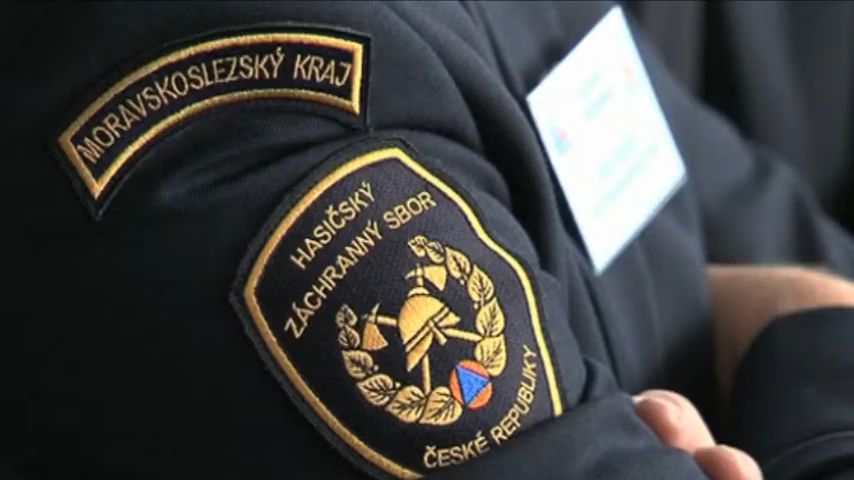 MORAVSKOSLEZSKÝ KRAJ
HASIČSKÝ
ZÁCHRANNÝ SBOR
ČESKÉ REPUBLIKY